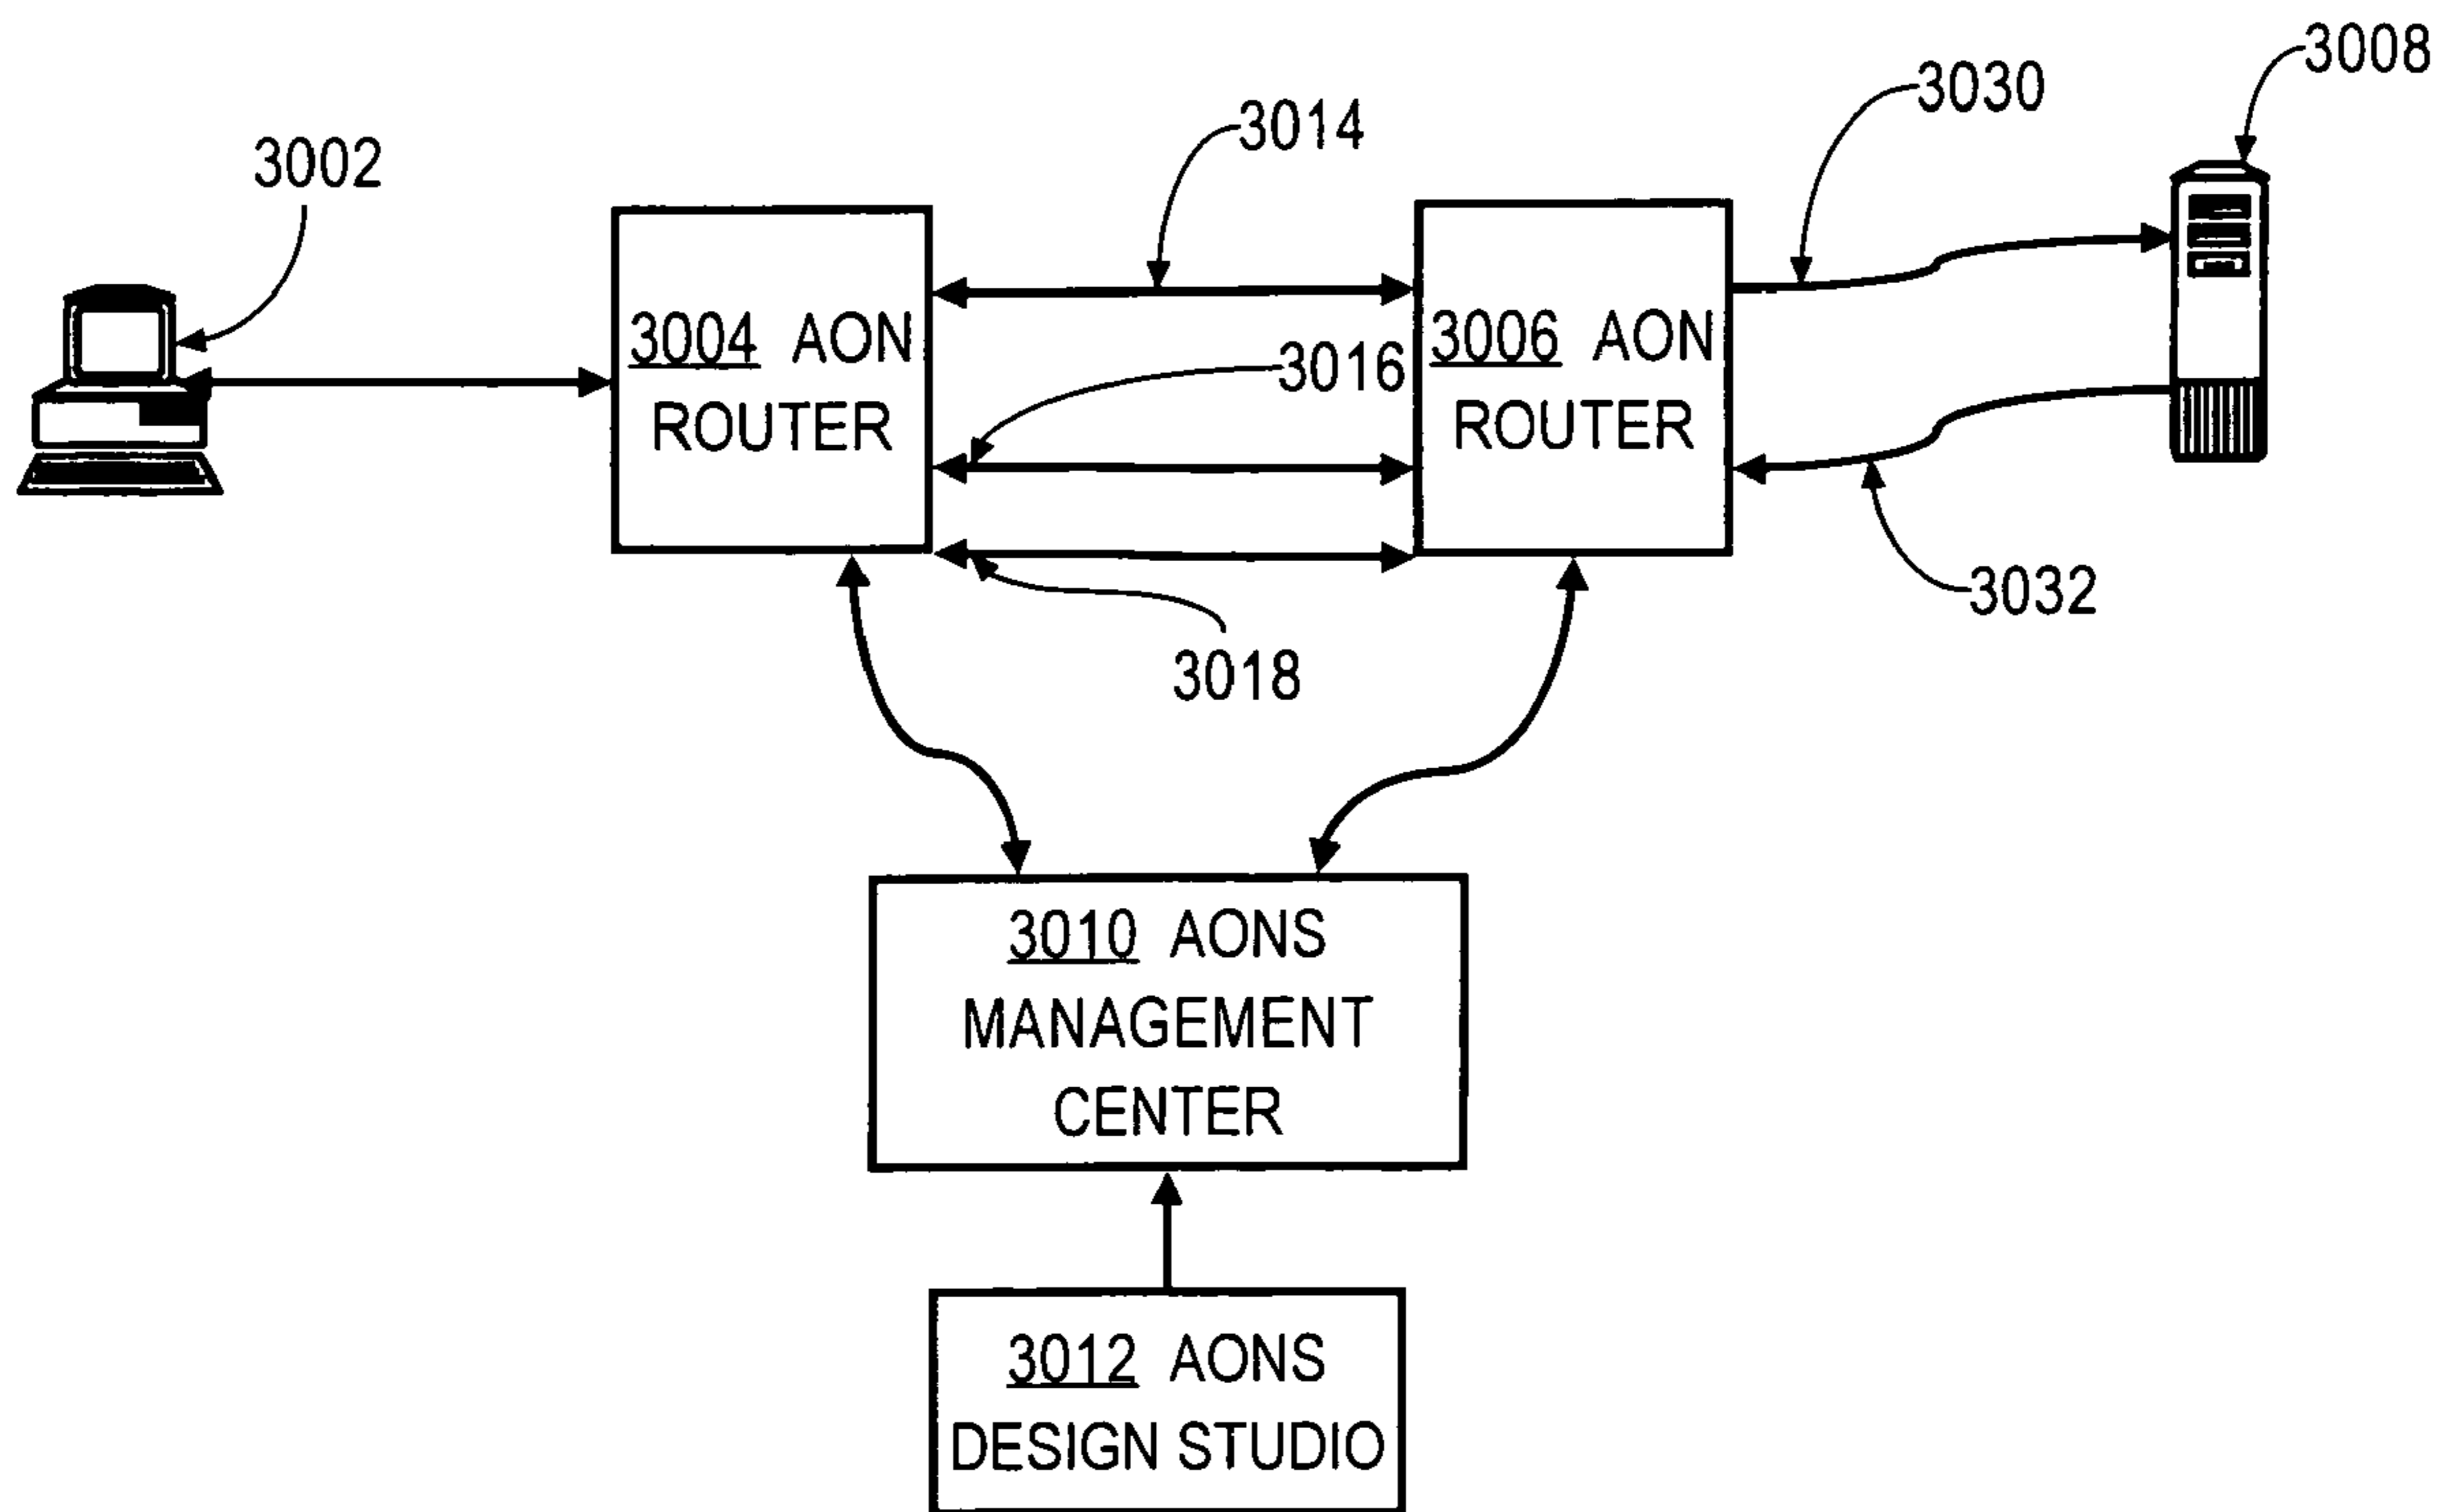 3008
3030
3014
3002
3004 AON
ROUTER
3016
3006 AON
ROUTER
3032
3018
3010 AONS
MANAGEMENT
CENTER
3012 AONS
DESIGN STUDIO